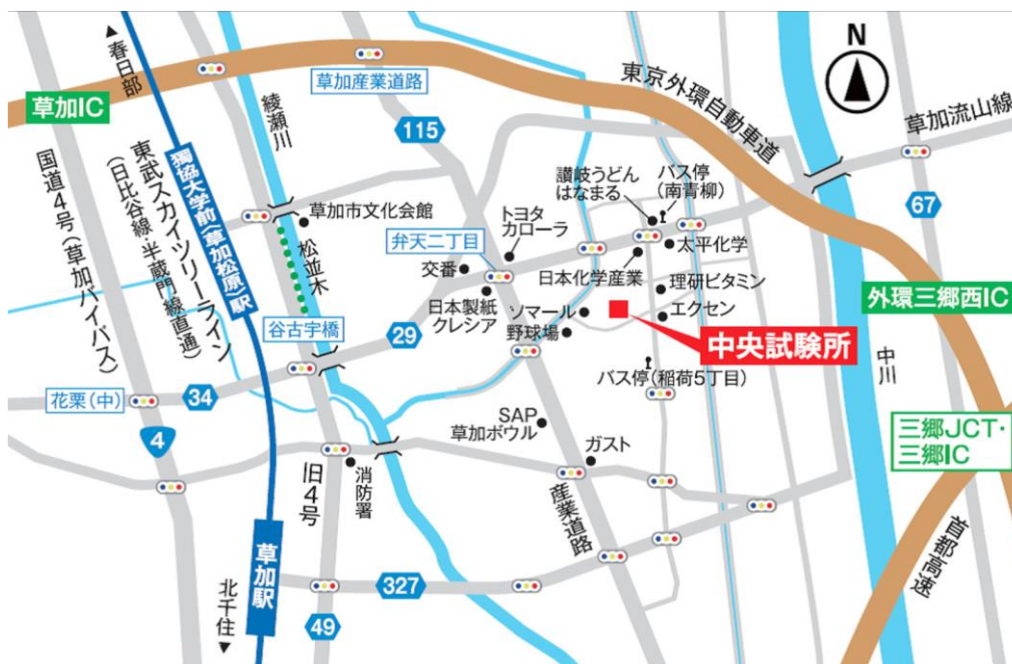 ▲春日部
草加IC
国道4号(草加バイパス)
東武スカイツリーライン
(日比谷線・半蔵門線直通)
獨協大学前(草加松原)駅
綾瀬川
草加産業道路
115
東京外環自動車道
N
草加流山線
67
讃岐うどん
はなまる
バス停
(南青柳)
草加市文化会館
松並木
弁天二丁目
トヨタ
カローラ
太平化学
交番
日本製紙
クレシア
日本化学産業
理研ビタミン
エクセン
ソマール
野球場
中央試験所
外環三郷西IC
谷古宇橋
29
中川
バス停(稲荷5丁目)
花栗(中)
34
4
SAP
草加ボウル
ガスト
三郷JCT・
三郷IC
旧4号
消防署
産業道路
首都高速
草加駅
327
49
北千住▼